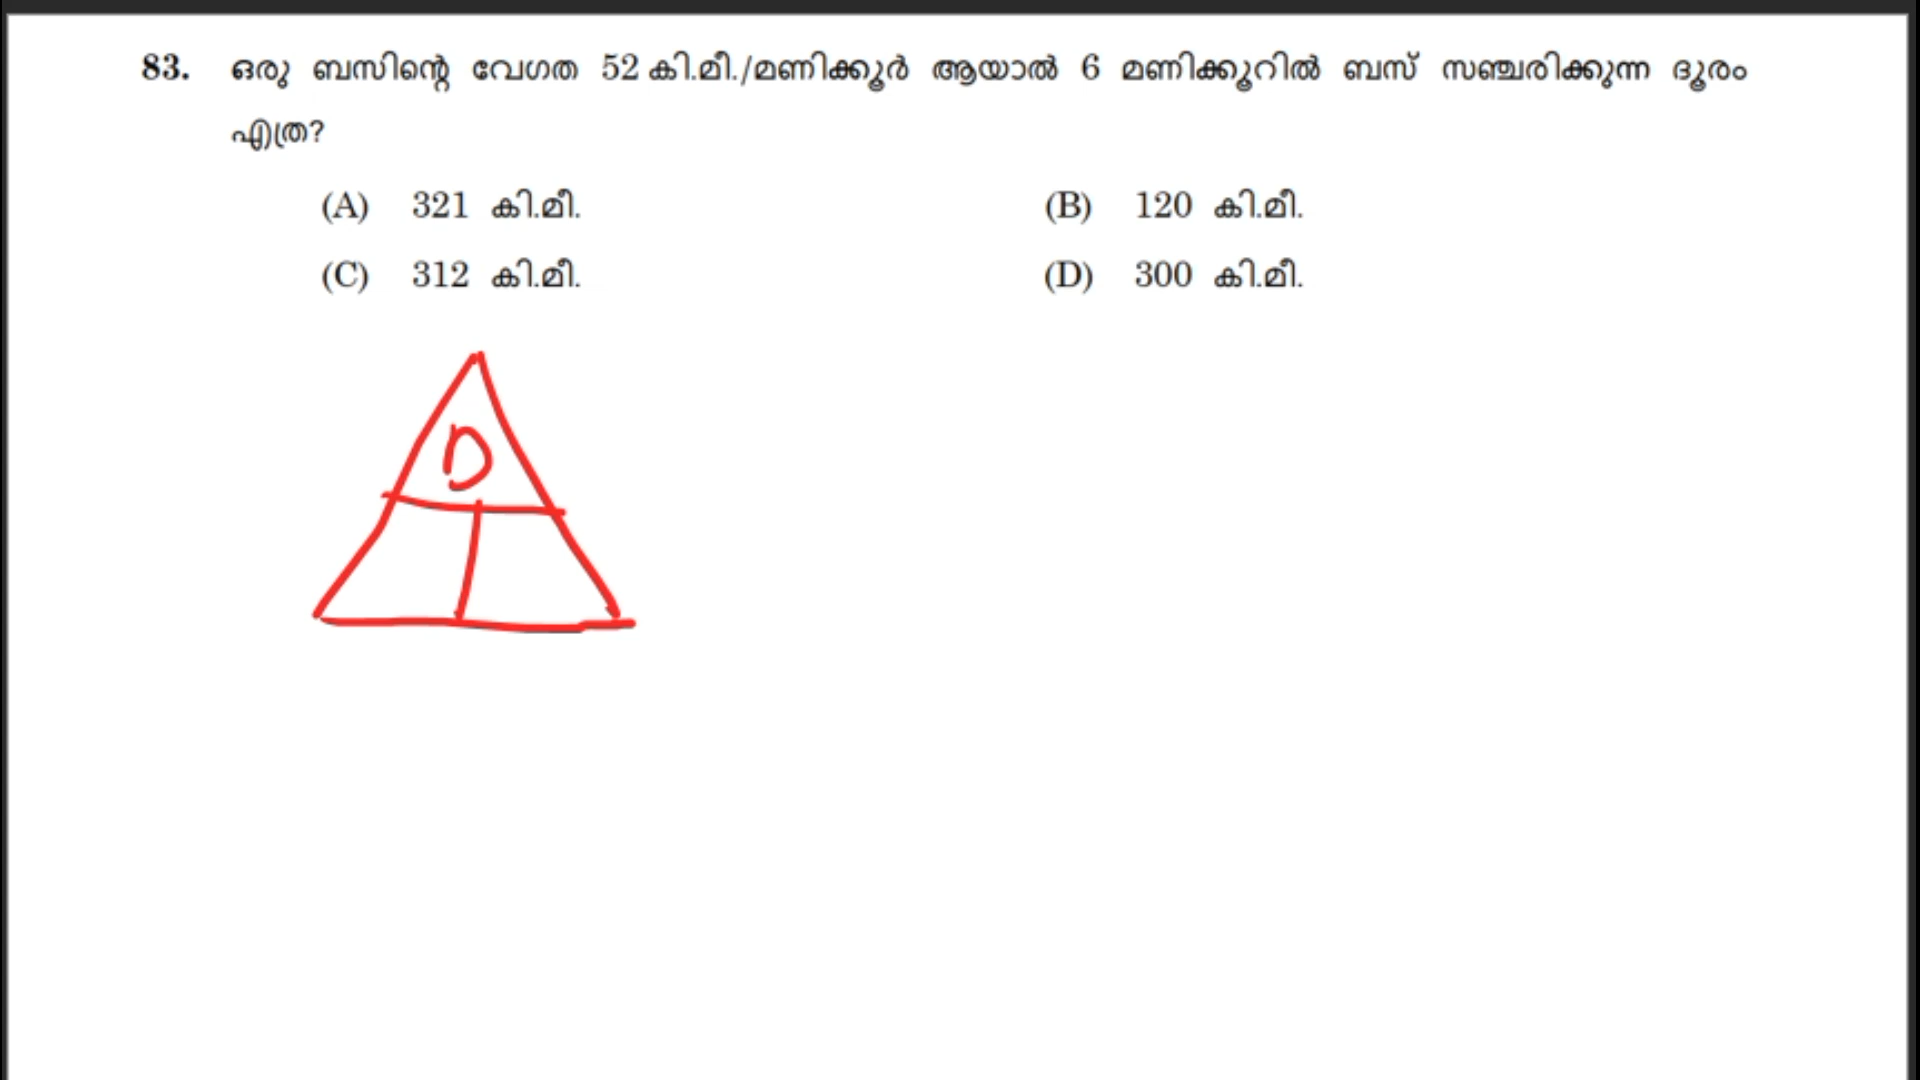 83. ഒരു ബസിന്റെ വേഗത 52 കി.മീ./മണിക്കൂർ ആയാൽ 6 മണിക്കൂറിൽ ബസ് സഞ്ചരിക്കുന്ന ദൂരം
എത്ര?
(A) 321 കി.മീ. (B) 120 കി.മീ.
(C) 312 കി.മീ. (D) 300 കി.മീ.
D